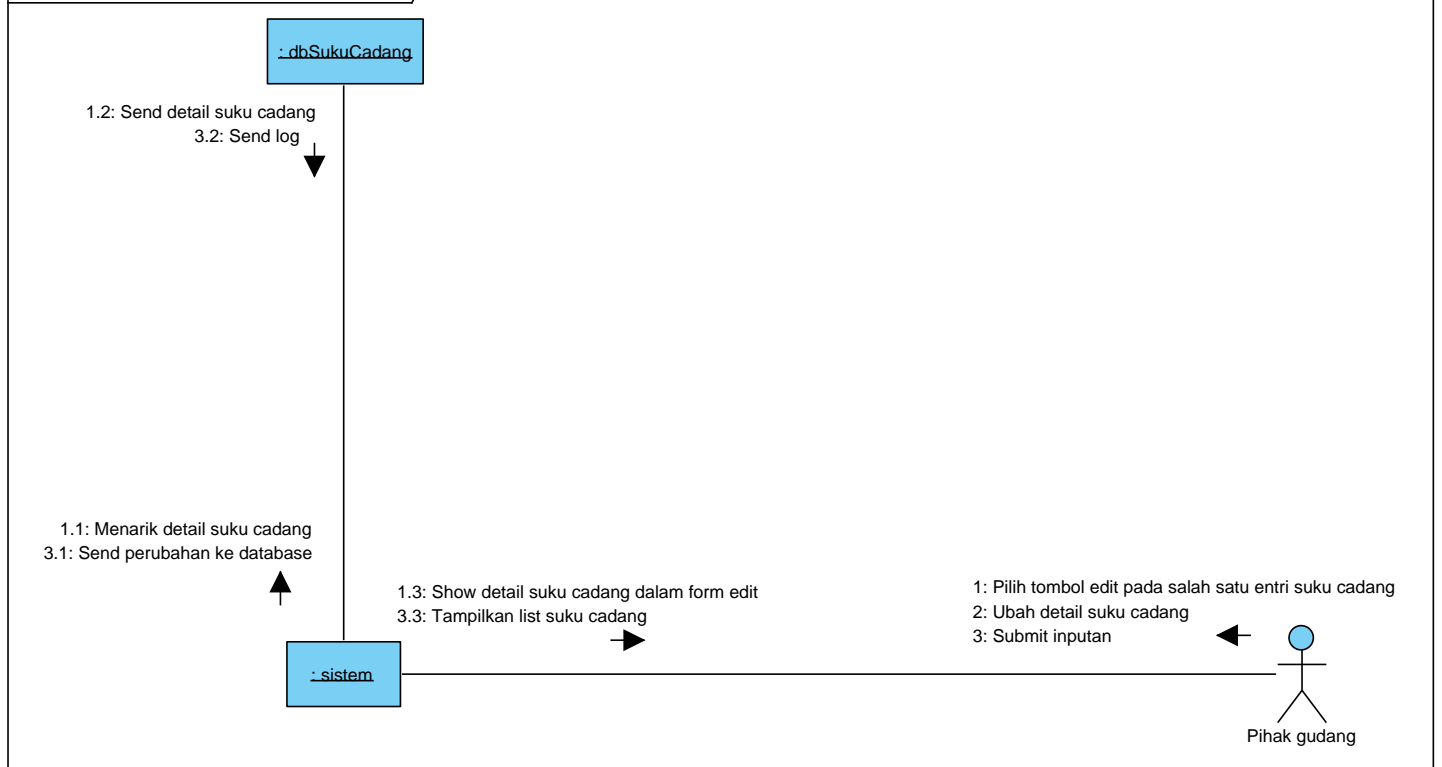 : dbSukuCadang
1.2: Send detail suku cadang
3.2: Send log
1.1: Menarik detail suku cadang
3.1: Send perubahan ke database
1.3: Show detail suku cadang dalam form edit
3.3: Tampilkan list suku cadang
1: Pilih tombol edit pada salah satu entri suku cadang
2: Ubah detail suku cadang
3: Submit inputan
: sistem
Pihak gudang